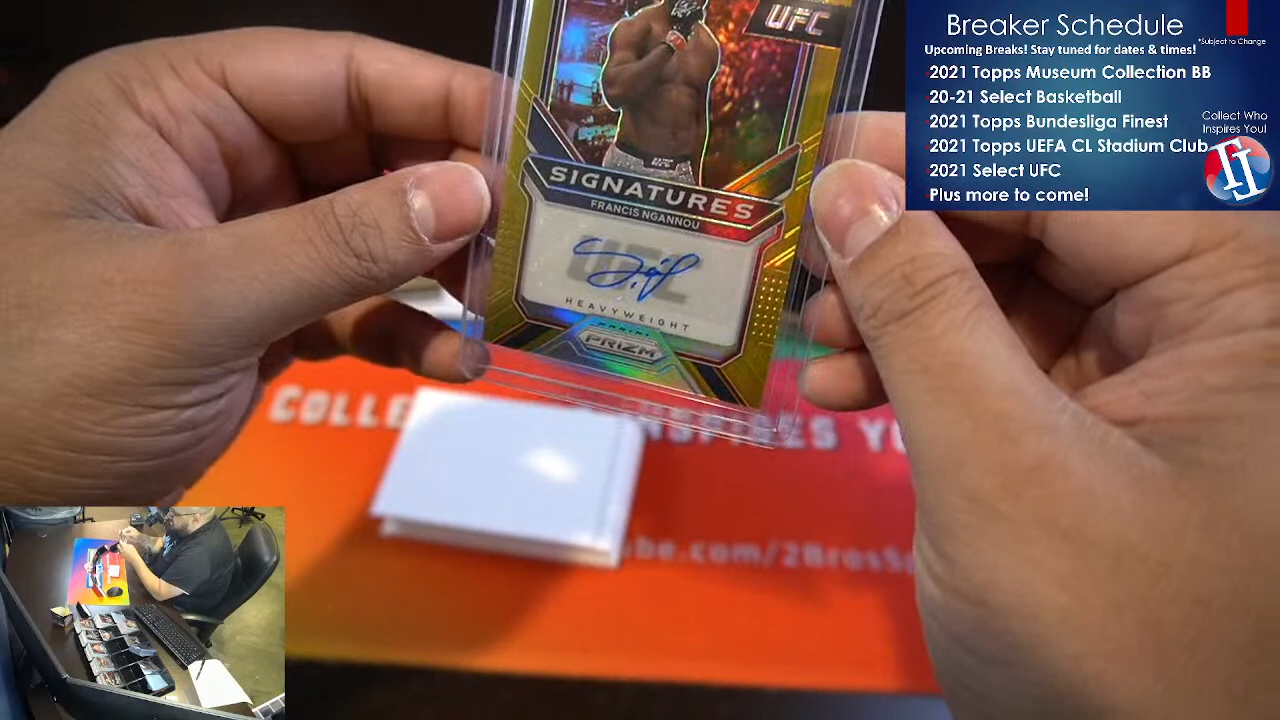 Breaker Schedule
*Subject to Change
Upcoming Breaks! Stay tuned for dates & times!
2021 Topps Museum Collection BB
20-21 Select Basketball
2021 Topps Bundesliga Finest
2021 Topps UEFA CL Stadium Club
2021 Select UFC
Plus more to come!
Collect Who
Inspires You!
UFC
UFC
SIGNATURES
FRANCIS NGANNOU
UFC
HEAVYWEIGHT
PANINI
PRIZM